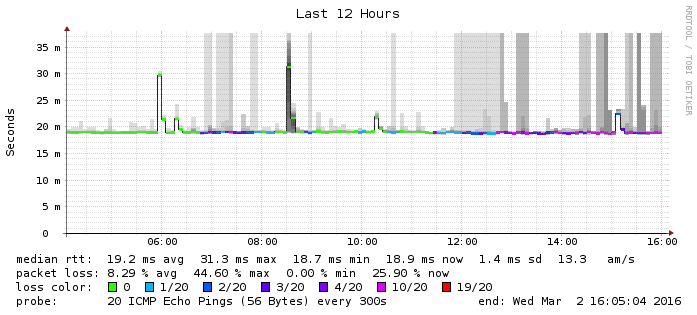 Last 12 Hours
RRDTOOL / TOBI OETIKER
Seconds
35 m
30 m
25 m
20 m
15 m
10 m
5 m
0
06:00 08:00 10:00 12:00 14:00 16:00
median rtt: 19.2 ms avg 31.3 ms max 18.7 ms min 18.9 ms now 1.4 ms sd 13.3 am/s
packet loss: 8.29 % avg 44.60 % max 0.00 % min 25.90 % now
loss color: 0 1/20 2/20 3/20 4/20 10/20 19/20
probe: 20 ICMP Echo Pings (56 Bytes) every 300s end: Wed Mar 2 16:05:04 2016